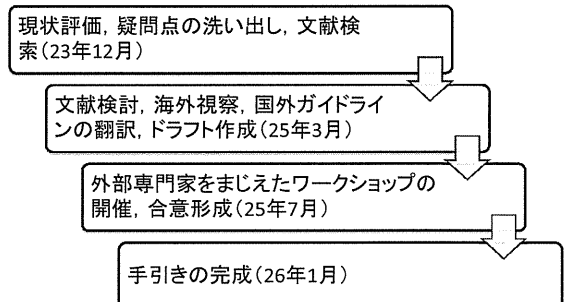 現状評価，疑問点の洗い出し，文献検
索（23年12月）
文献検討，海外視察，国外ガイドライ
ンの翻訳，ドラフト作成（25年3月）
外部専門家をまじえたワークショップの
開催，合意形成（25年7月）
手引きの完成（26年1月）